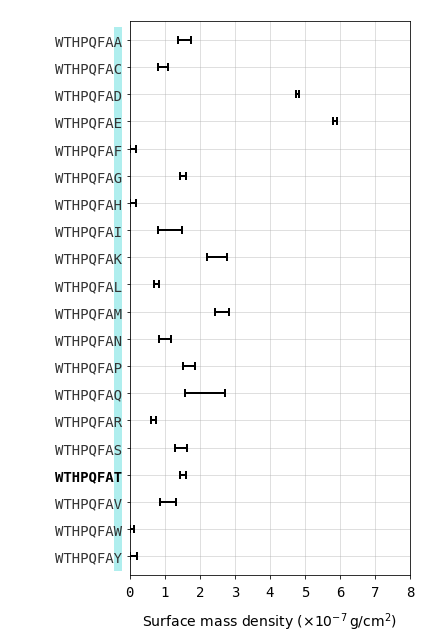 WTHPQFAA
WTHPQFAC
WTHPQFAD
WTHPQFAE
WTHPQFAF
WTHPQFAG
WTHPQFAH
WTHPQFAI
WTHPQFAK
WTHPQFAL
WTHPQFAM
WTHPQFAN
WTHPQFAP
WTHPQFAQ
WTHPQFAR
WTHPQFAS
WTHPQFAT
WTHPQFAV
WTHPQFAW
WTHPQFAY
0 1 2 3 4 5 6 7 8
Surface mass density (×10⁻⁷ g/cm²)